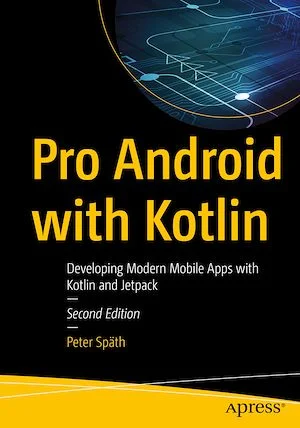 Pro Android
with Kotlin
Developing Modern Mobile Apps with
Kotlin and Jetpack
—
Second Edition
—
Peter Späth
Apress®